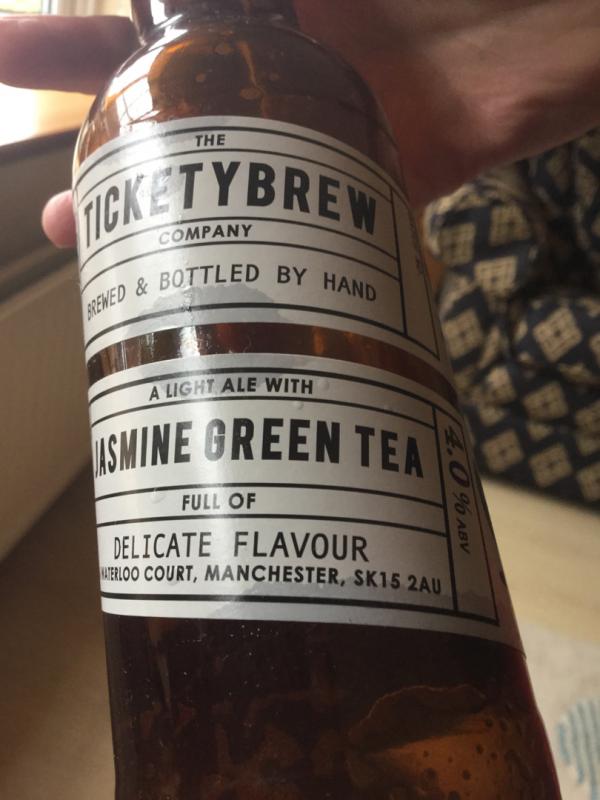 THE
TICKETYBREW
COMPANY
BREWED & BOTTLED BY HAND
A LIGHT ALE WITH
JASMINE GREEN TEA
FULL OF
DELICATE FLAVOUR
WATERLOO COURT, MANCHESTER, SK15 2AU
4.0% ABV